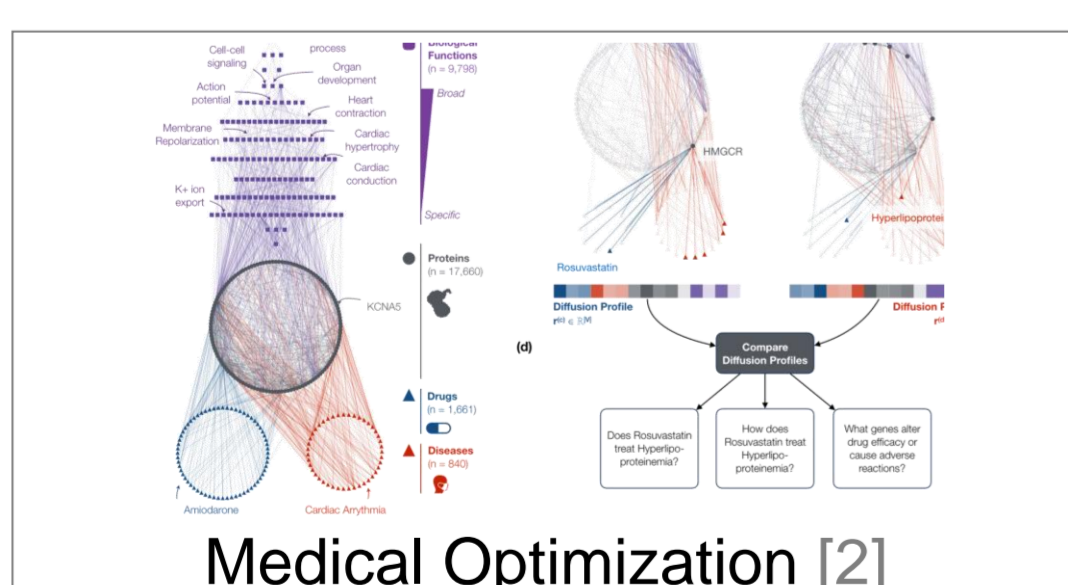 Cell-cell
signaling
process
Organ
development
Action
potential
Heart
contraction
Membrane
Repolarization
Cardiac
hypertrophy
Cardiac
conduction
K+ ion
export
Biological
Functions
(n = 9,798)
Broad
Specific
Proteins
(n = 17,660)
KCNA5
Drugs
(n = 1,661)
Diseases
(n = 840)
Amiodarone
Cardiac Arrythmia
HMGCR
Hyperlipoprotei
Rosuvastatin
Diffusion Profile
Diffusion P
(d)
Compare
Diffusion Profiles
Does Rosuvastatin
treat Hyperlipo-
proteinemia?
How does
Rosuvastatin treat
Hyperlipo-
proteinemia?
What genes alter
drug efficacy or
cause adverse
reactions?
Medical Optimization [2]